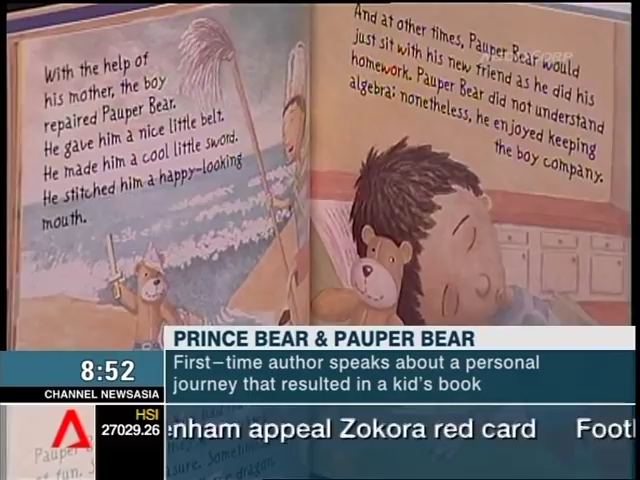 With the help of
his mother, the boy
repaired Pauper Bear.
He gave him a nice little belt.
He made him a cool little sword.
He stitched him a happy-looking
mouth.
And at other times, Pauper Bear would
just sit with his new friend as he did his
homework. Pauper Bear did not understand
algebra; nonetheless, he enjoyed keeping
the boy company.
PRINCE BEAR & PAUPER BEAR
First-time author speaks about a personal
journey that resulted in a kid's book
8:52
CHANNEL NEWSASIA
HSI
27029.26
enham appeal Zokora red card Footl